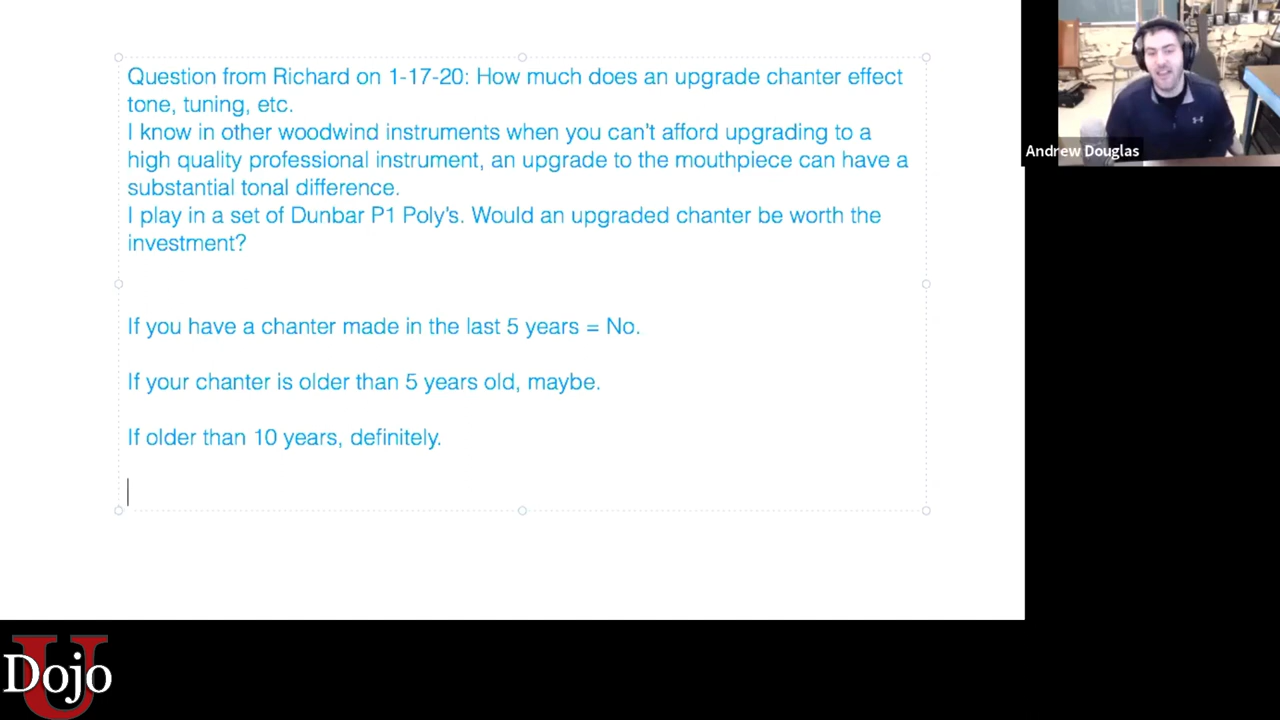 Question from Richard on 1-17-20: How much does an upgrade chanter effect
tone, tuning, etc.
I know in other woodwind instruments when you can't afford upgrading to a
high quality professional instrument, an upgrade to the mouthpiece can have a
substantial tonal difference.
I play in a set of Dunbar P1 Poly's. Would an upgraded chanter be worth the
investment?
If you have a chanter made in the last 5 years = No.
If your chanter is older than 5 years old, maybe.
If older than 10 years, definitely.
Andrew Douglas
U
Dojo